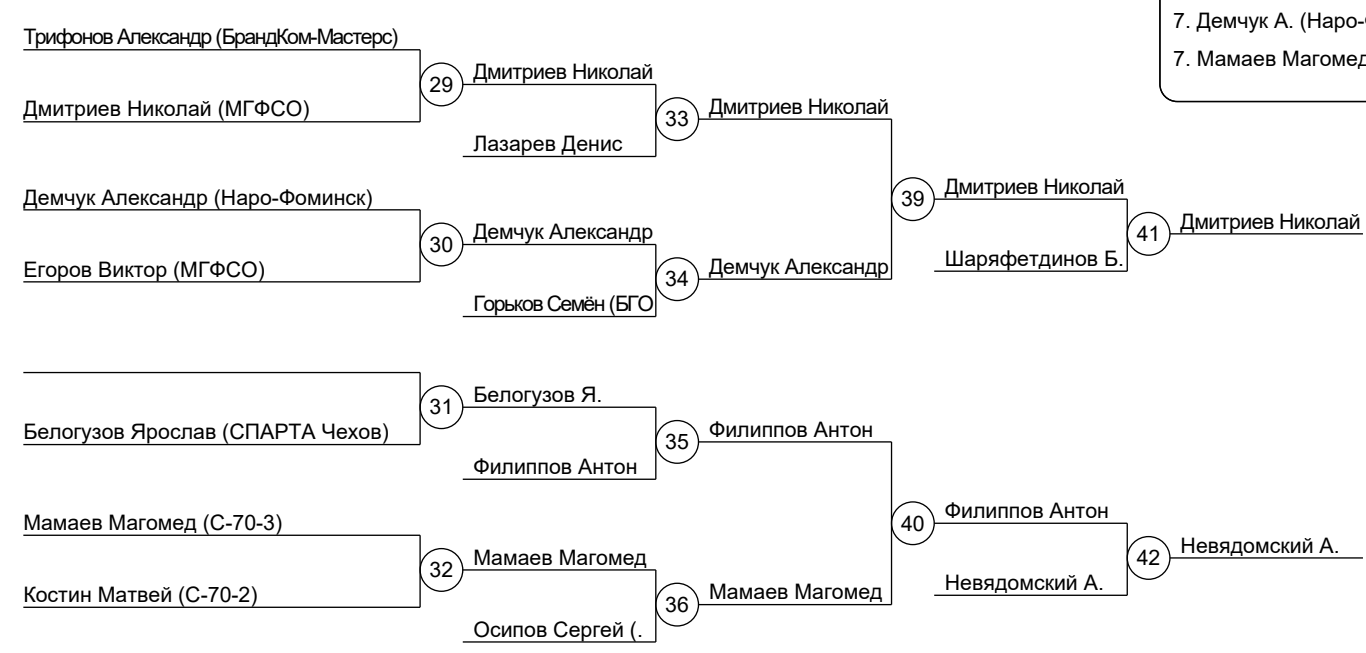 7. Демчук А. (Наро-
7. Мамаев Магомед
Трифонов Александр (БрандКом-Мастерс)
29
Дмитриев Николай
Дмитриев Николай (МГФСО)
33
Дмитриев Николай
Лазарев Денис
Демчук Александр (Наро-Фоминск)
39
Дмитриев Николай
30
Демчук Александр
41
Дмитриев Николай
Егоров Виктор (МГФСО)
34
Демчук Александр
Шаряфетдинов Б.
Горьков Семён (БГО
31
Белогузов Я.
Белогузов Ярослав (СПАРТА Чехов)
35
Филиппов Антон
Филиппов Антон
Мамаев Магомед (С-70-3)
40
Филиппов Антон
32
Мамаев Магомед
42
Невядомский А.
Костин Матвей (С-70-2)
36
Мамаев Магомед
Невядомский А.
Осипов Сергей (.